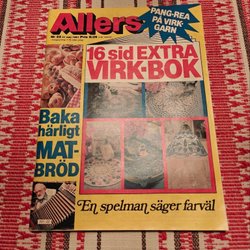 Allers
PANG-REA
PÅ VIRK
GARN
16 sid EXTRA
VIRK-BOK
Baka
härligt
MAT-
BRÖD
En spelman säger farväl